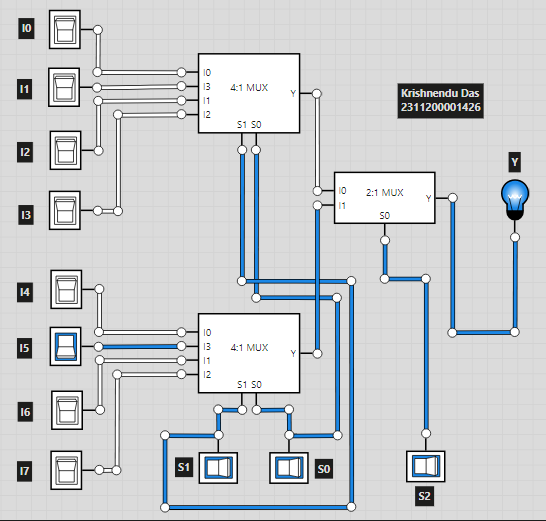 I0
I1
I2
I3
I0
I3
I1
I2
4:1 MUX
Y
S1 S0
Krishnendu Das
2311200001426
I0
I1
2:1 MUX
Y
S0
Y
I4
I5
I6
I7
I0
I3
I1
I2
4:1 MUX
Y
S1 S0
S1
S0
S2